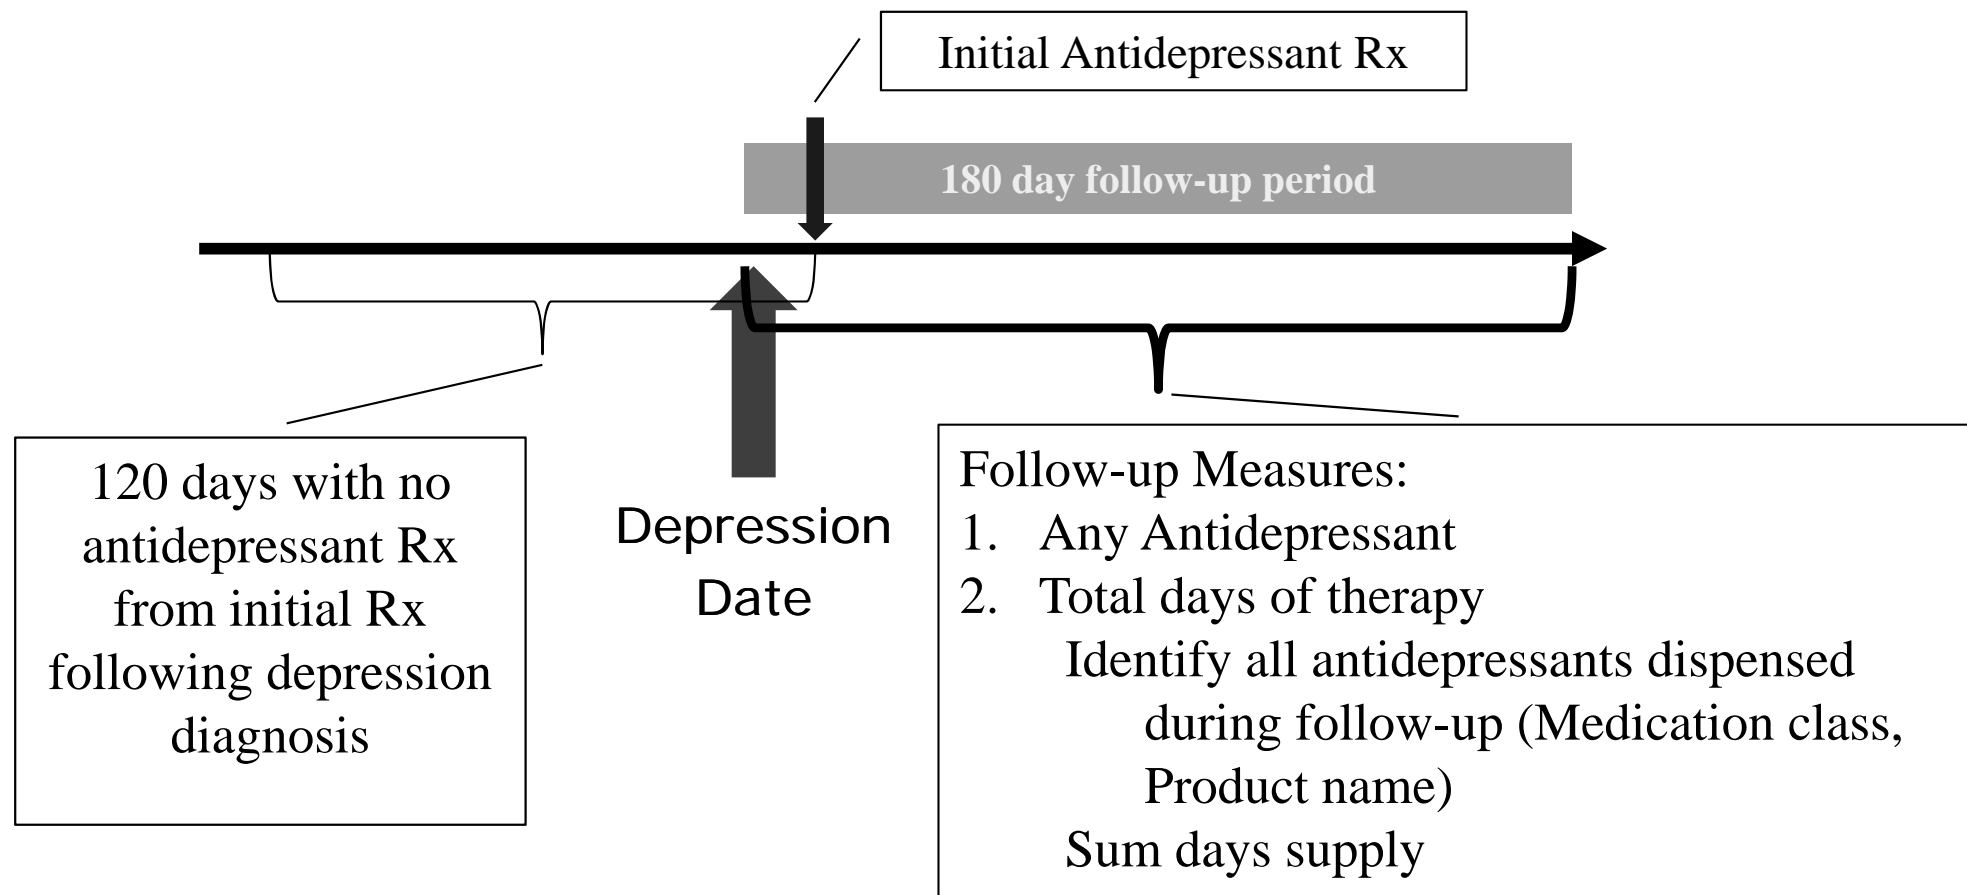 Initial Antidepressant Rx
180 day follow-up period
120 days with no
antidepressant Rx
from initial Rx
following depression
diagnosis
Depression
Date
Follow-up Measures:
1. Any Antidepressant
2. Total days of therapy
Identify all antidepressants dispensed
during follow-up (Medication class,
Product name)
Sum days supply